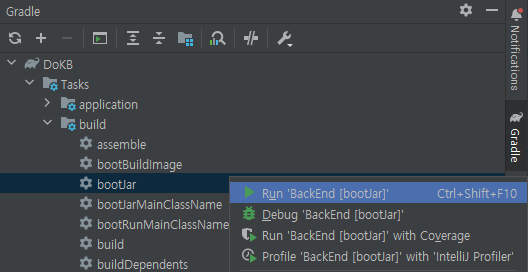 Gradle
DoKB
Tasks
application
build
assemble
bootBuildImage
bootJar
bootJarMainClassName
bootRunMainClassName
build
buildDependents
Run 'BackEnd [bootJar]' Ctrl+Shift+F10
Debug 'BackEnd [bootJar]'
Run 'BackEnd [bootJar]' with Coverage
Profile 'BackEnd [bootJar]' with 'IntelliJ Profiler'
Notifications
Gradle